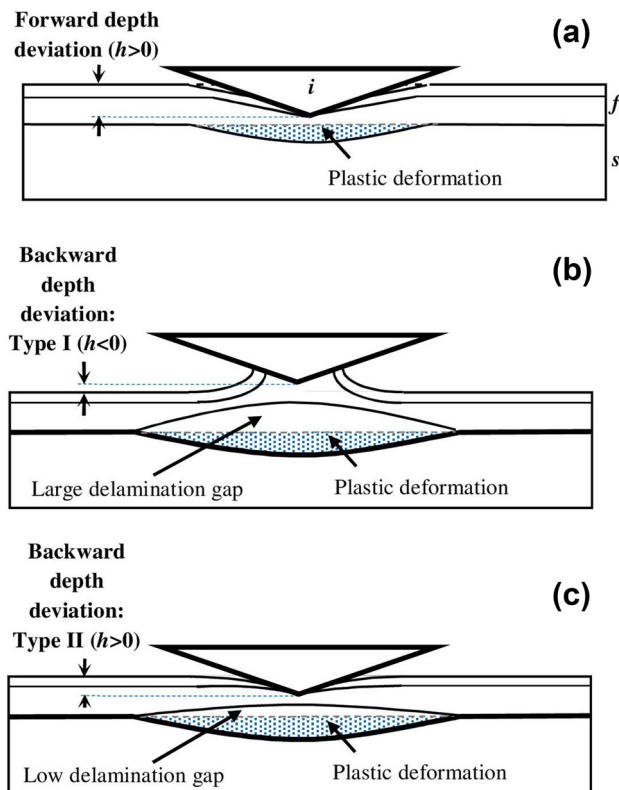 Forward depth
deviation (h>0)
(a)
i
f
s
Plastic deformation
Backward
depth
deviation:
Type I (h<0)
(b)
Large delamination gap
Plastic deformation
Backward
depth
deviation:
Type II (h>0)
(c)
Low delamination gap
Plastic deformation